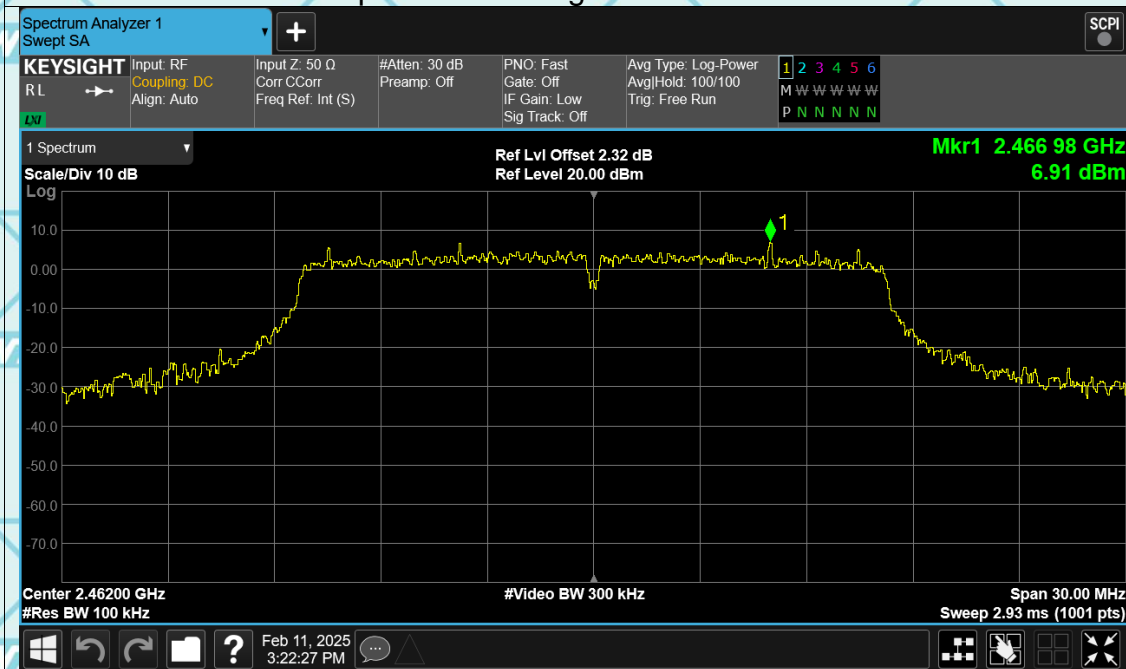 Spectrum Analyzer 1
Swept SA
+
SCPI
KEYSIGHT
R L
LXI
Input: RF
Coupling: DC
Align: Auto
Input Z: 50 Ω
Corr CCorr
Freq Ref: Int (S)
#Atten: 30 dB
Preamp: Off
PNO: Fast
Gate: Off
IF Gain: Low
Sig Track: Off
Avg Type: Log-Power
Avg|Hold: 100/100
Trig: Free Run
1 2 3 4 5 6
M W W W W W
P N N N N N
1 Spectrum
Scale/Div 10 dB
Log
Ref Lvl Offset 2.32 dB
Ref Level 20.00 dBm
Mkr1 2.466 98 GHz
6.91 dBm
1
10.0
0.00
-10.0
-20.0
-30.0
-40.0
-50.0
-60.0
-70.0
Center 2.46200 GHz
#Res BW 100 kHz
#Video BW 300 kHz
Span 30.00 MHz
Sweep 2.93 ms (1001 pts)
?
Feb 11, 2025
3:22:27 PM